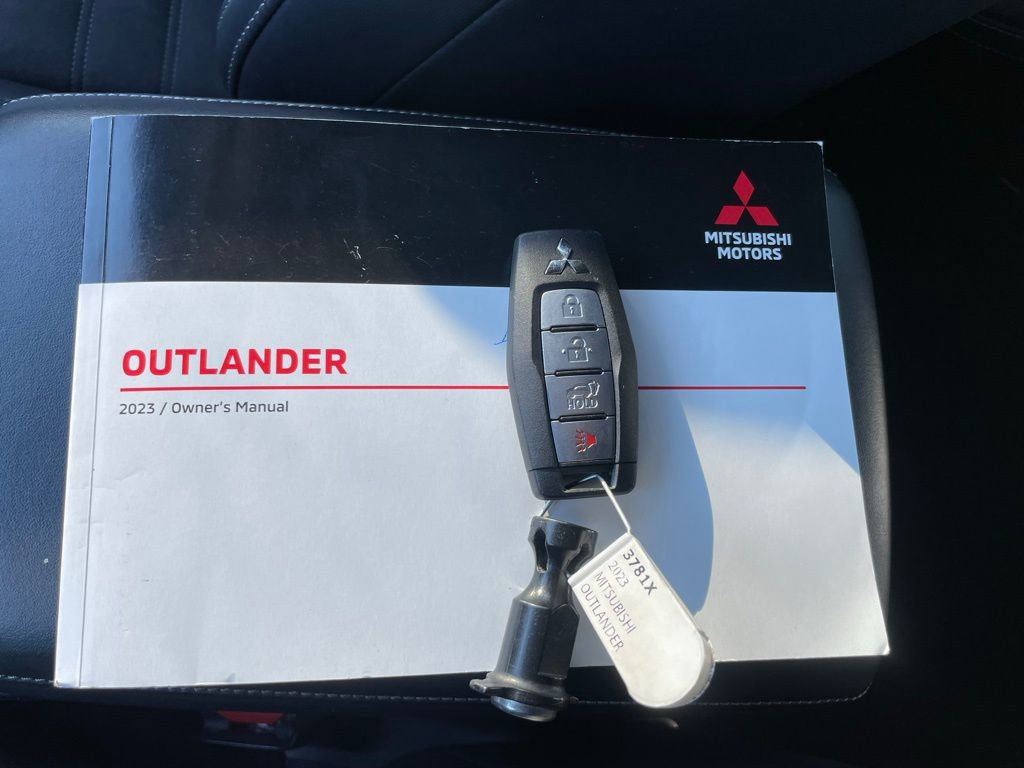 MITSUBISHI
MOTORS
OUTLANDER
2023 / Owner's Manual
HOLD
3781X
2023
MITSUBISHI
OUTLANDER